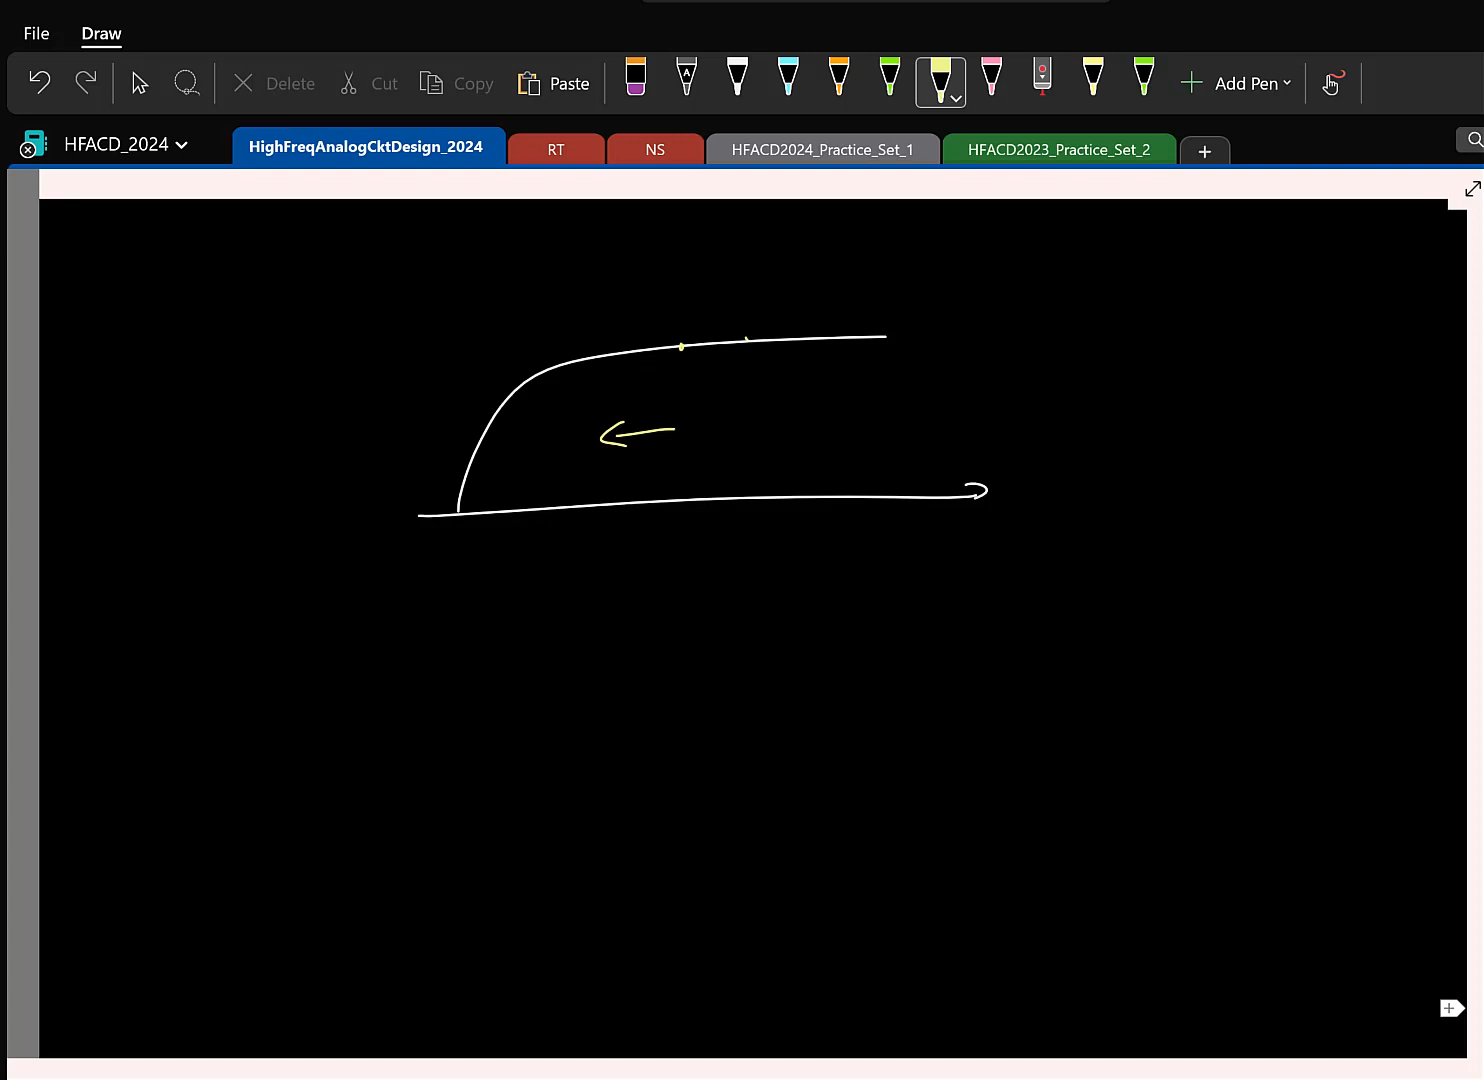 File Draw
Delete Cut Copy Paste A Add Pen
HFACD_2024 HighFreqAnalogCktDesign_2024 RT NS HFACD2024_Practice_Set_1 HFACD2023_Practice_Set_2